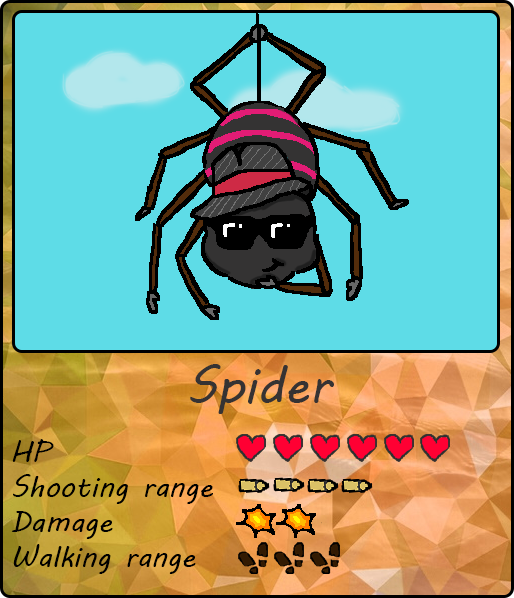 Spider
HP
Shooting range
Damage
Walking range